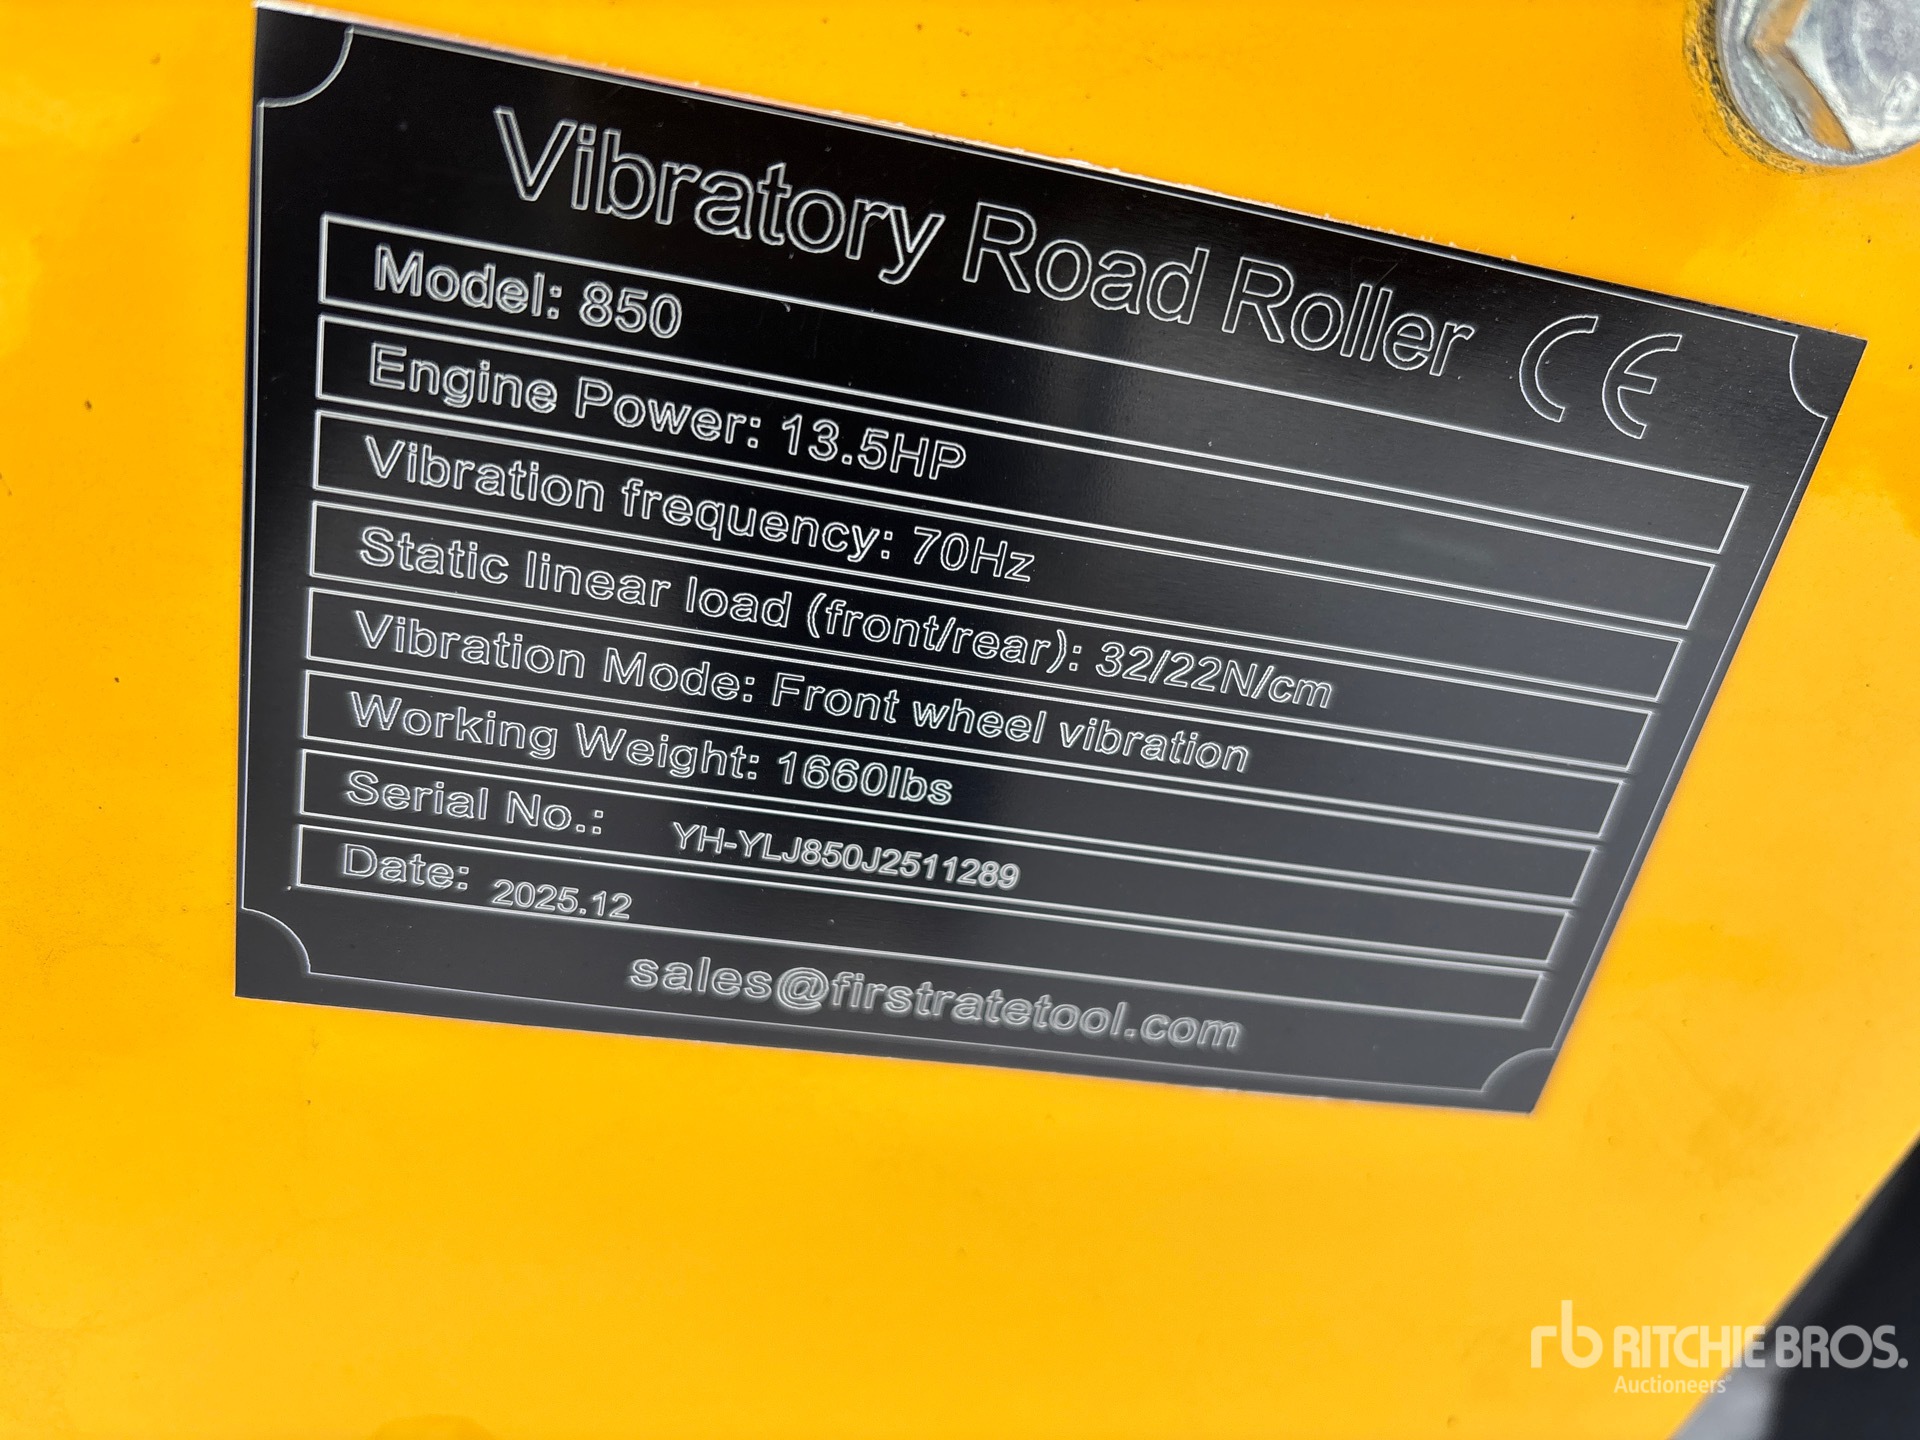 Vibratory Road Roller CE
Model: 850
Engine Power: 13.5HP
Vibration frequency: 70Hz
Static linear load (front/rear): 32/22N/cm
Vibration Mode: Front wheel vibration
Working Weight: 1660lbs
Serial No.: YH-YLJ850J2511289
Date: 2025.12
sales@firstratetool.com
rb RITCHIE BROS.
Auctioneers